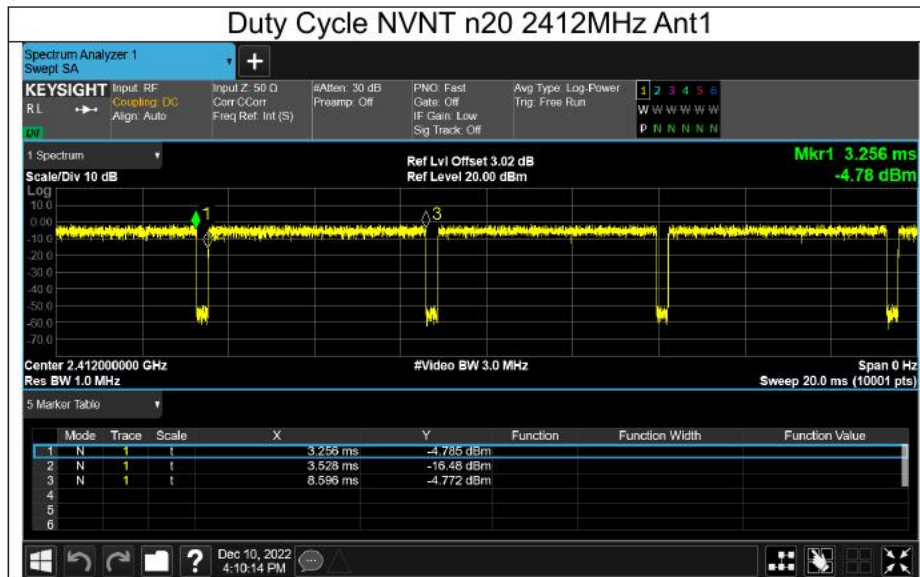 Duty Cycle NVNT n20 2412MHz Ant1
Spectrum Analyzer 1
Swept SA
+
KEYSIGHT Input: RF Input Z: 50 Ω #Atten: 30 dB PNO: Fast Avg Type: Log-Power 1 2 3 4 5 6
RL Coupling: DC Corr CCorr Preamp: Off Gate: Off Trig: Free Run W W W W W W
Align: Auto Freq Ref: Int (S) IF Gain: Low
LXI Sig Track: Off P N N N N N
1 Spectrum Ref Lvl Offset 3.02 dB Mkr1 3.256 ms
Scale/Div 10 dB Ref Level 20.00 dBm -4.78 dBm
Log
10.0
0.00
-10.0
-20.0
-30.0
-40.0
-50.0
-60.0
-70.0
1
3
Center 2.412000000 GHz #Video BW 3.0 MHz Span 0 Hz
Res BW 1.0 MHz Sweep 20.0 ms (10001 pts)
5 Marker Table
Mode Trace Scale X Y Function Function Width Function Value
1 N 1 t 3.256 ms -4.785 dBm
2 N 1 t 3.528 ms -16.48 dBm
3 N 1 t 8.596 ms -4.772 dBm
4
5
6
? Dec 10, 2022
4:10:14 PM